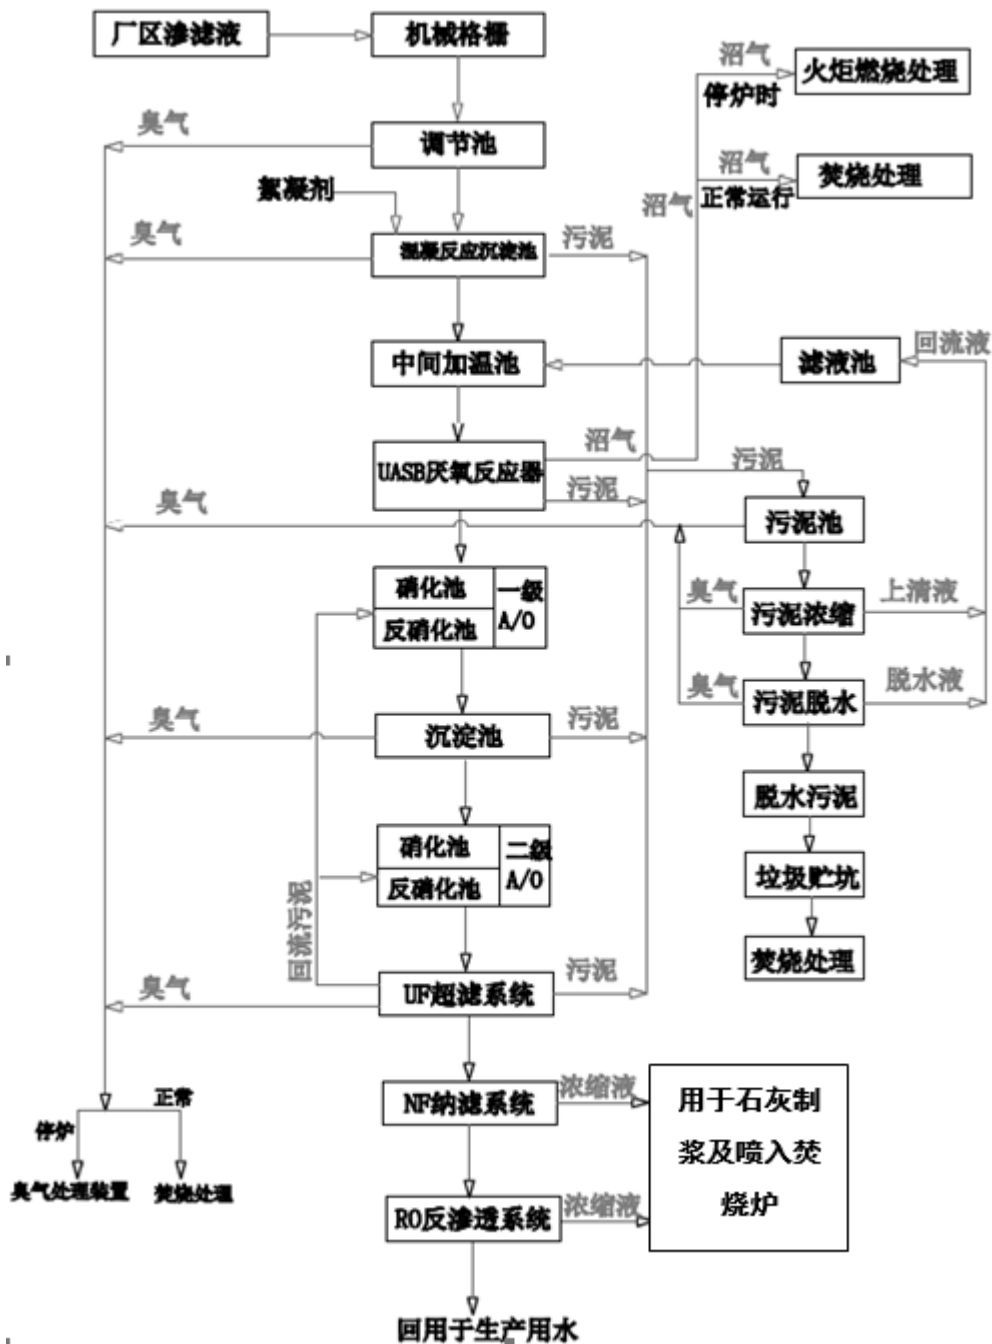 厂区渗滤液
机械格栅
沼气
火炬燃烧处理
停炉时
臭气
调节池
沼气
焚烧处理
絮凝剂
沼气
正常运行
臭气
混凝反应沉淀池
污泥
回流液
中间加温池
滤液池
沼气
UASB厌氧反应器
污泥
污泥
臭气
污泥池
硝化池
一级
A/O
反硝化池
臭气
污泥浓缩
上清液
臭气
污泥脱水
脱水液
臭气
沉淀池
污泥
脱水污泥
硝化池
二级
A/O
反硝化池
垃圾贮坑
回流污泥
焚烧处理
臭气
UF超滤系统
污泥
正常
停炉
NF纳滤系统
浓缩液
用于石灰制
浆及喷入荧
烧炉
臭气处理装置
焚烧处理
RO反渗透系统
浓缩液
回用于生产用水